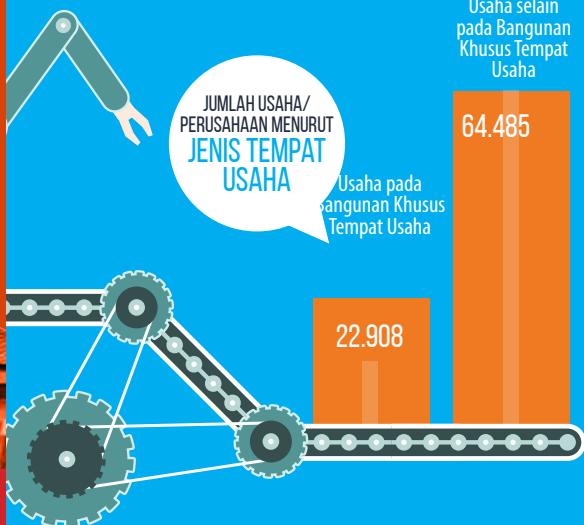 Usaha selain
pada Bangunan
Khusus Tempat
Usaha
64.485
JUMLAH USAHA/
PERUSAHAAN MENURUT
JENIS TEMPAT
USAHA
Usaha pada
Bangunan Khusus
Tempat Usaha
22.908